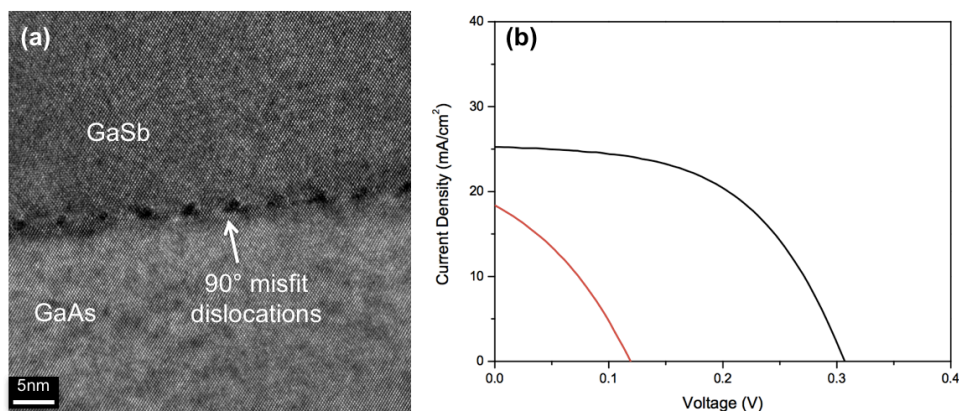 (a)
GaSb
90° misfit
dislocations
GaAs
5nm
(b)
40
30
20
10
0
0.0 0.1 0.2 0.3 0.4
Current Density (mA/cm²)
Voltage (V)